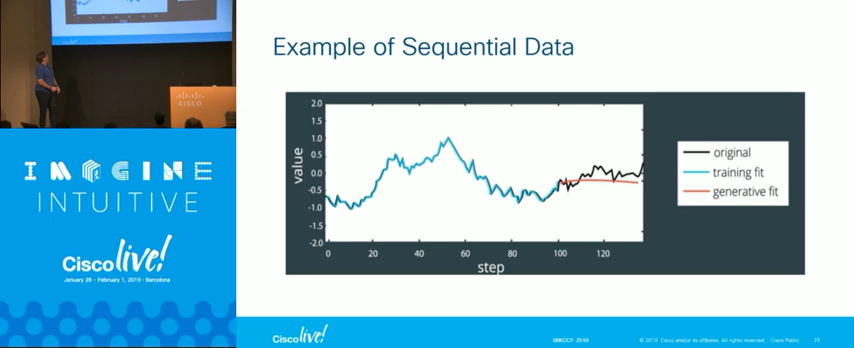 Example of Sequential Data
2.0
1.5
1.0
0.5
0.0
-0.5
-1.0
-1.5
-2.0
value
0 20 40 60 80 100 120
step
original
training fit
generative fit
CISCO
IMAGINE
INTUITIVE
Cisco live!
January 28 - February 1, 2019 · Barcelona
Cisco live!
© 2019 Cisco and/or its affiliates. All rights reserved. Cisco Public